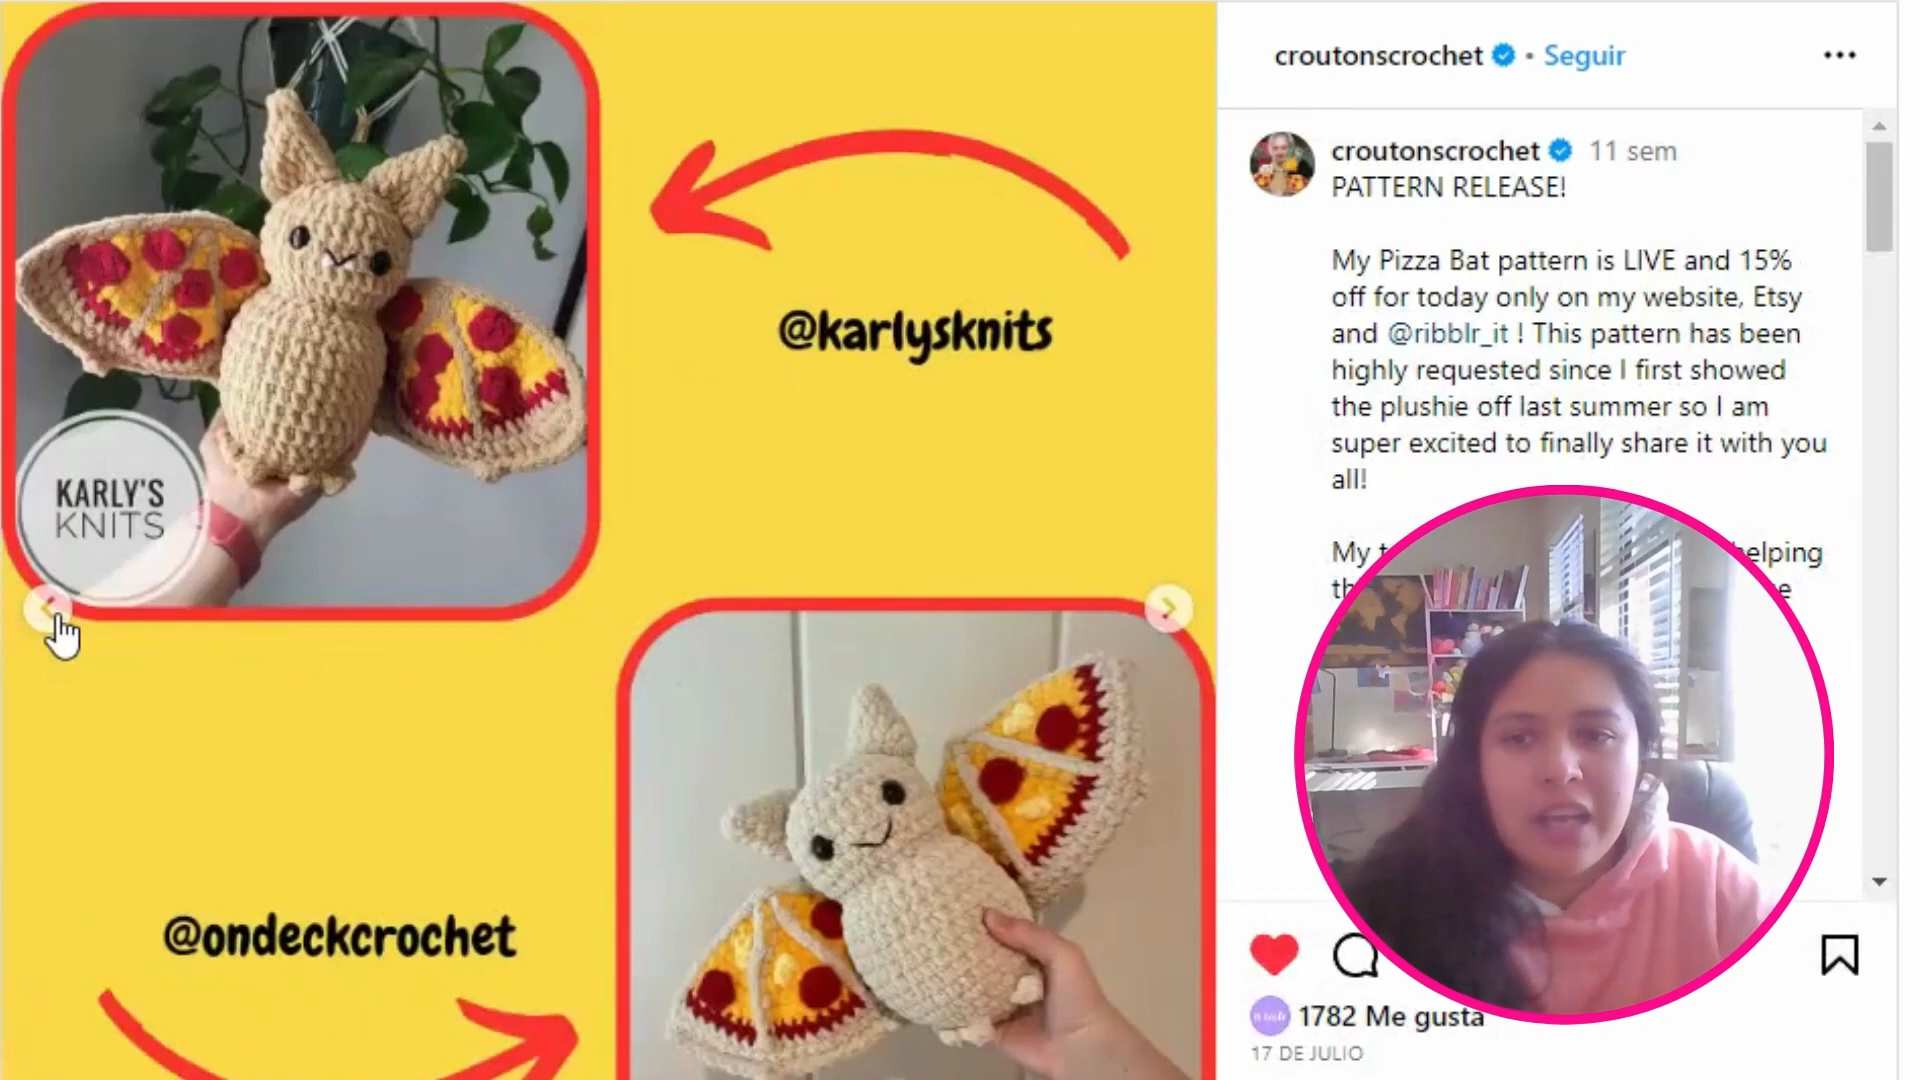 KARLY'S
KNITS
@karlysknits
@ondeckcrochet
croutonscrochet • Seguir
croutonscrochet 11 sem
PATTERN RELEASE!
My Pizza Bat pattern is LIVE and 15%
off for today only on my website, Etsy
and @ribblr_it ! This pattern has been
highly requested since I first showed
the plushie off last summer so I am
super excited to finally share it with you
all!
My
helping
1782 Me gusta
17 DE JULIO